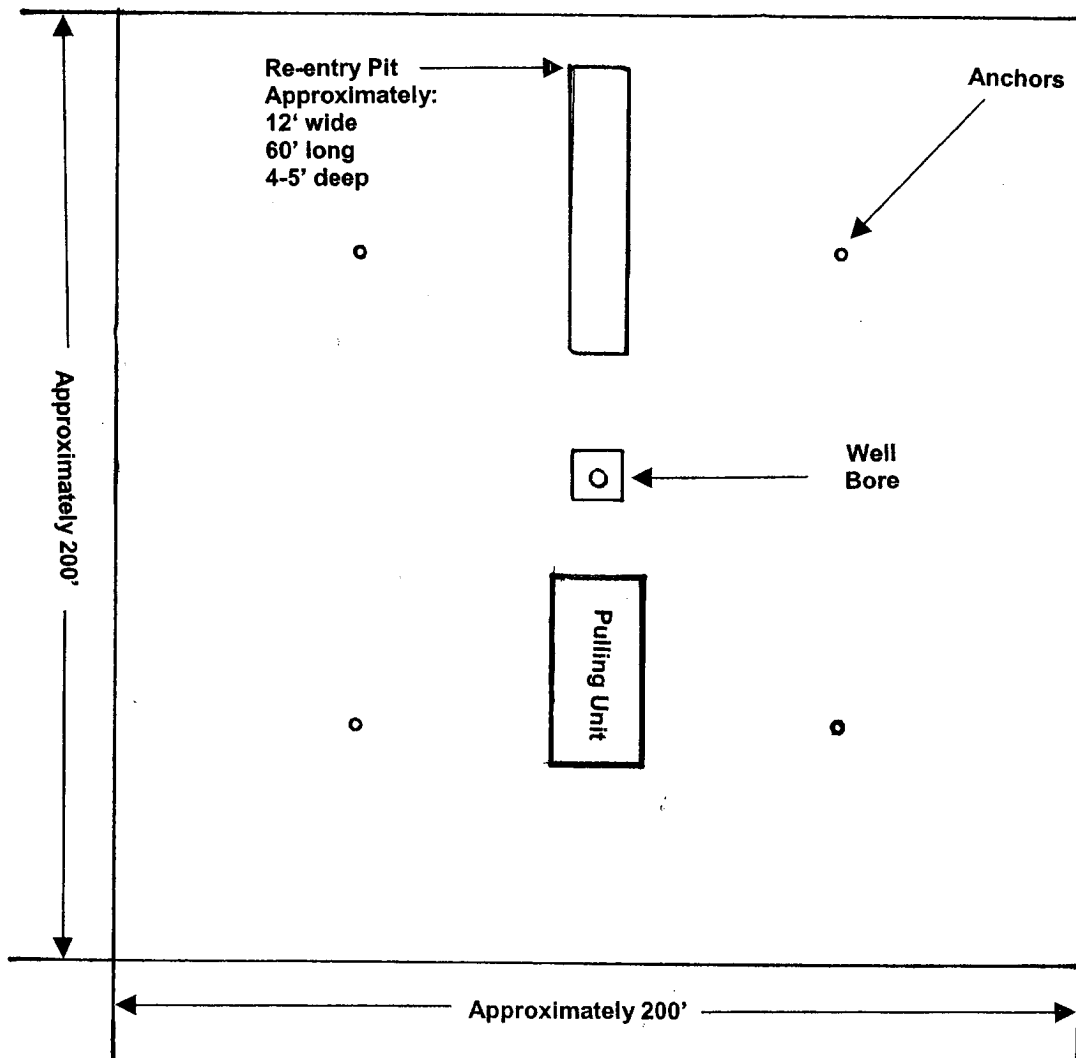 Re-entry Pit
Approximately:
12‘ wide
60’ long
4-5’ deep
Anchors
Approximately 200’
Well
Bore
Pulling Unit
Approximately 200’